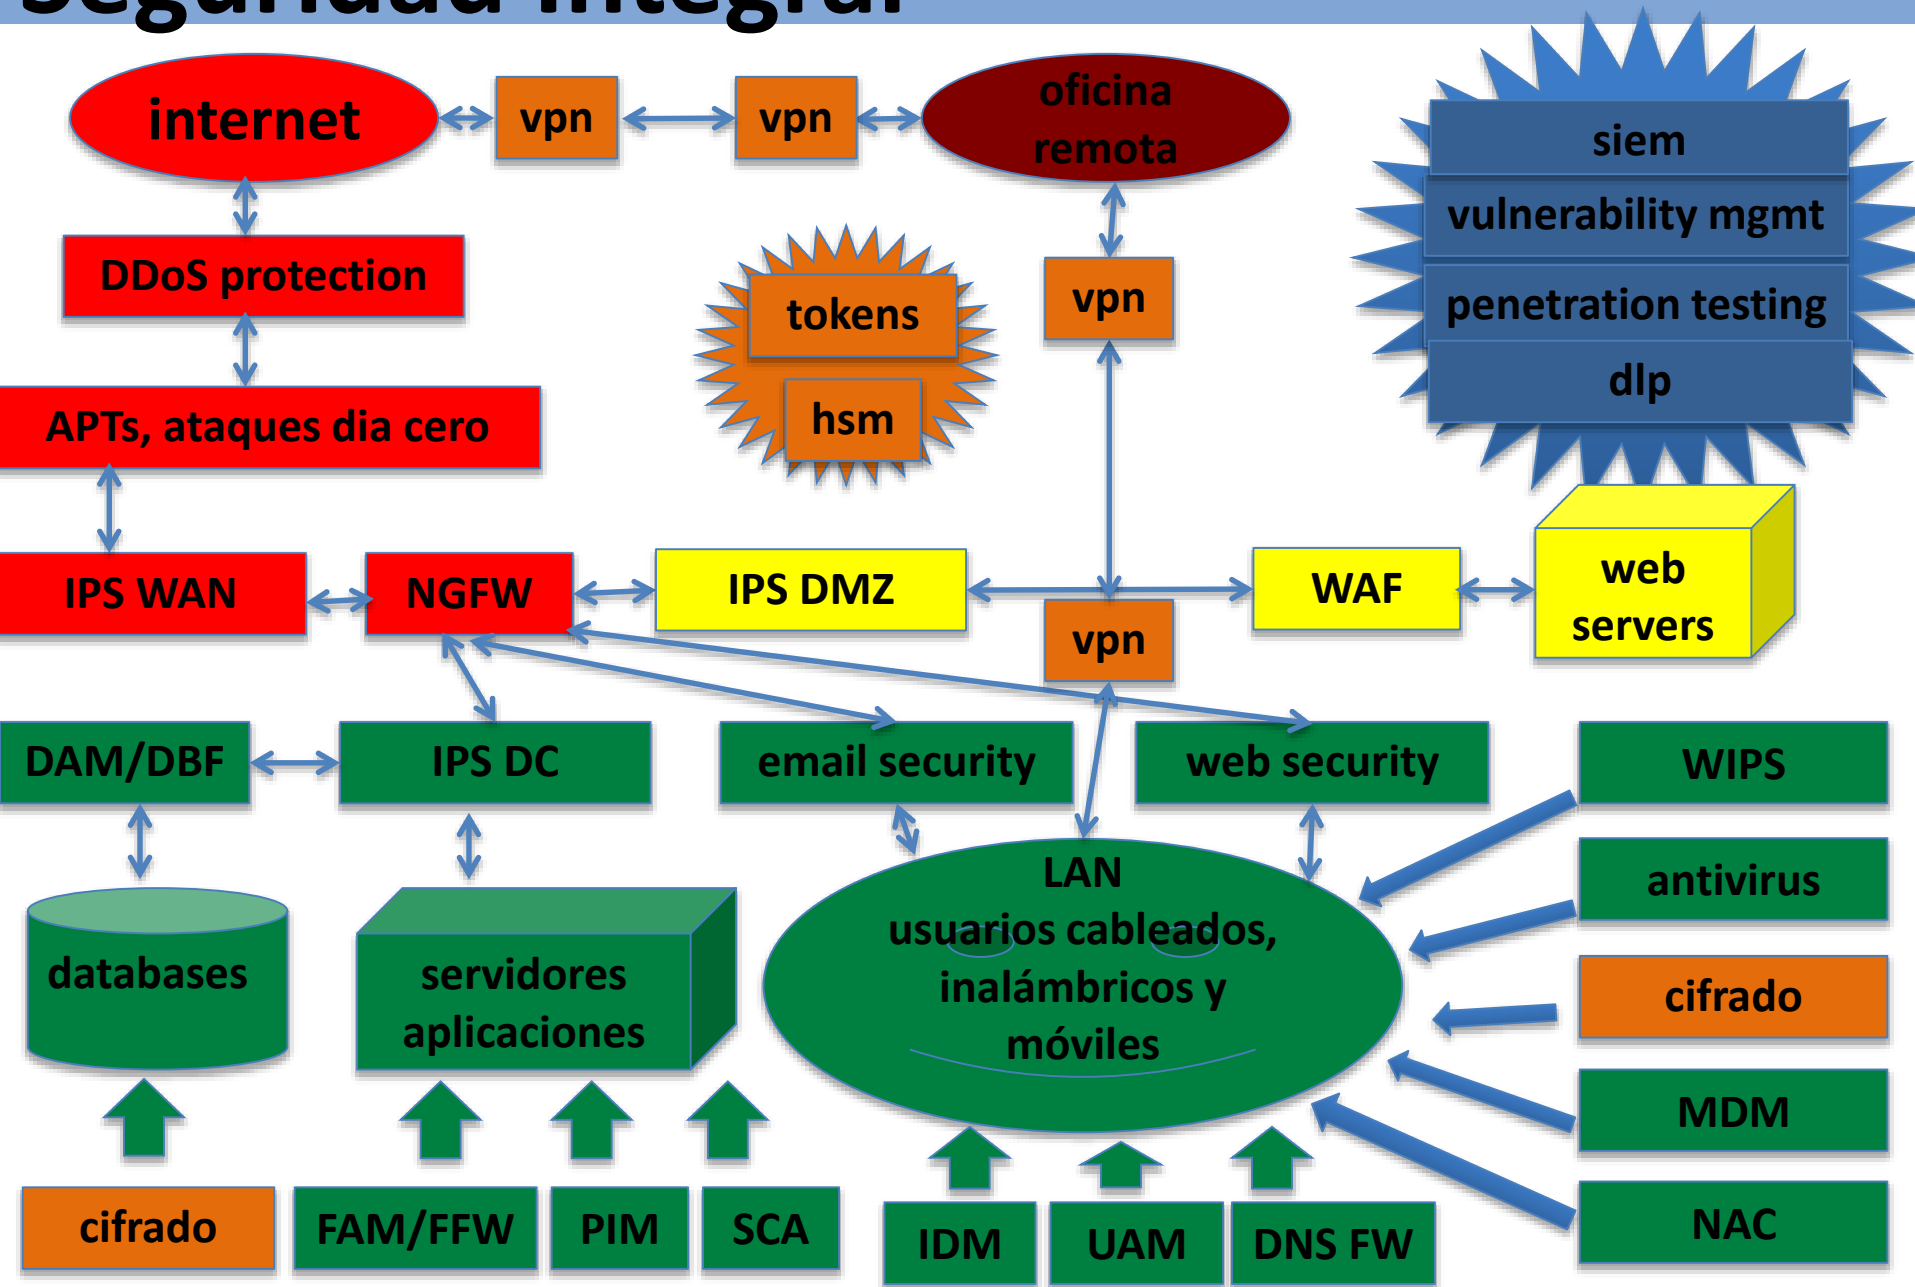 Seguridad Integral
internet
vpn
vpn
oficina
remota
siem
vulnerability mgmt
penetration testing
dlp
DDoS protection
tokens
hsm
vpn
APTs, ataques dia cero
IPS WAN
NGFW
IPS DMZ
vpn
WAF
web
servers
DAM/DBF
IPS DC
email security
web security
WIPS
antivirus
cifrado
MDM
NAC
databases
servidores
aplicaciones
LAN
usuarios cableados,
inalámbricos y
móviles
cifrado
FAM/FFW
PIM
SCA
IDM
UAM
DNS FW